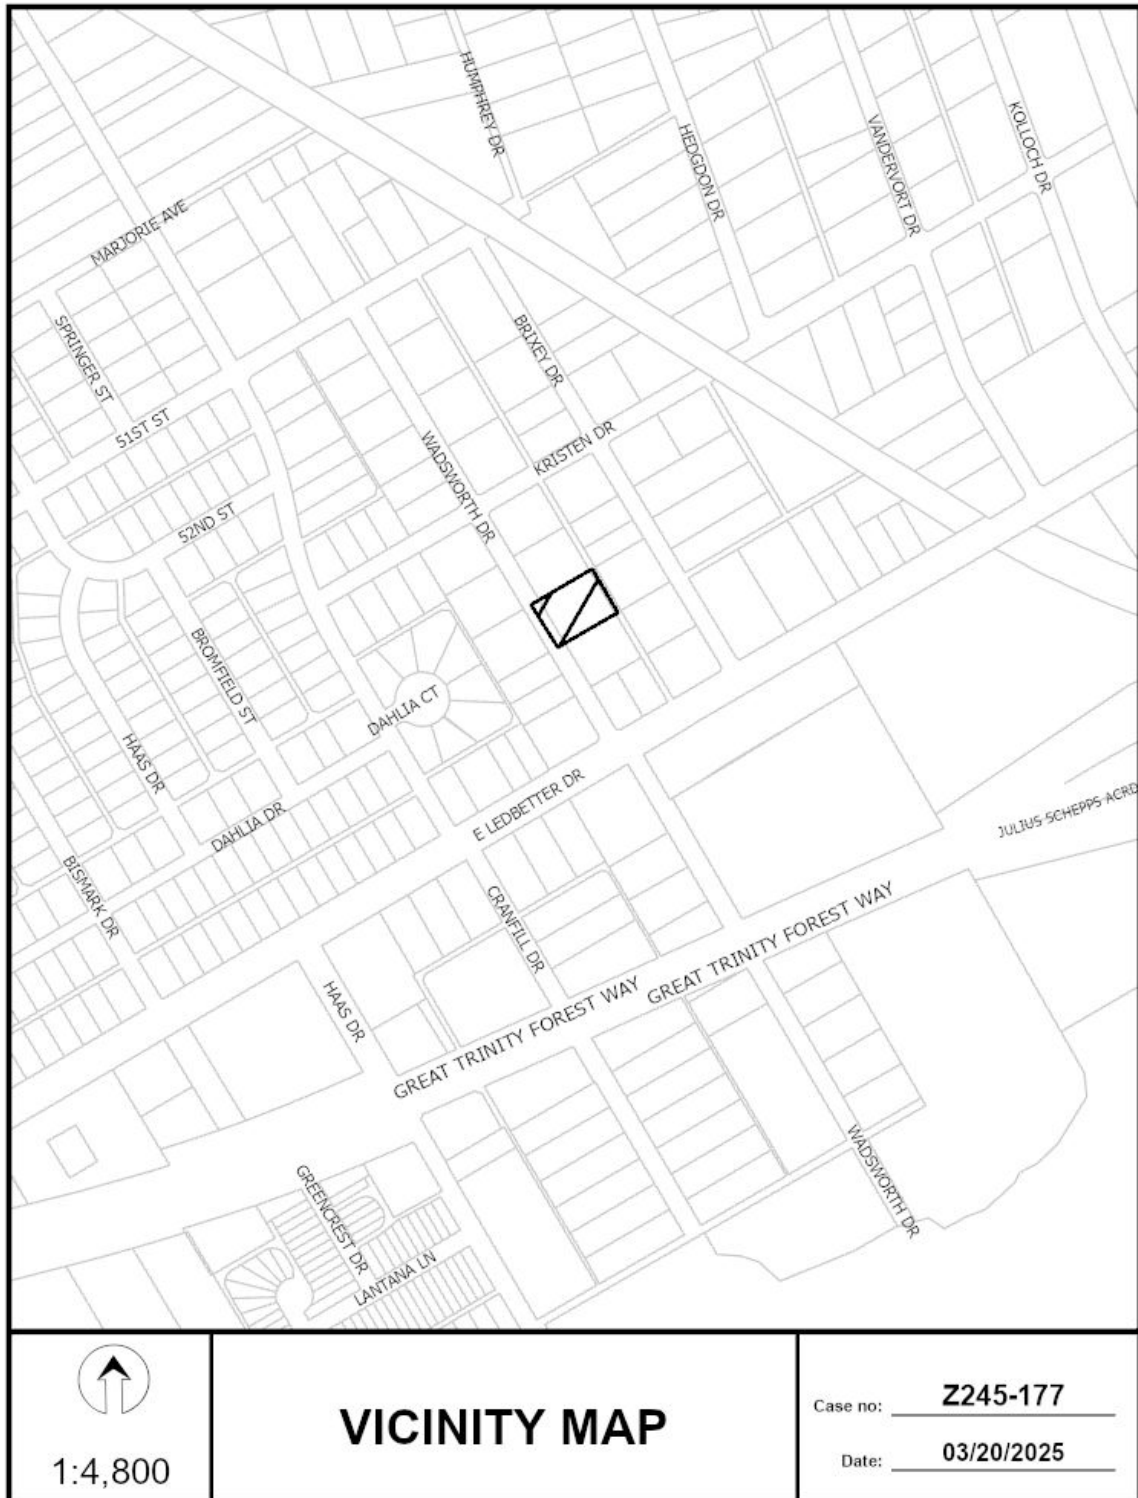 HUMPHREY DR
HEDGDON DR
VANDERVORT DR
KOLLOCH DR
MARJORIE AVE
SPRINGER ST
BRIXEY DR
51ST ST
WADSWORTH DR
KRISTEN DR
52ND ST
BROMFIELD ST
DAHLIA CT
HAAS DR
DAHLIA DR
E LEDBETTER DR
JULIUS SCHEPPS ACRD
BISMARK DR
CRANFILL DR
GREAT TRINITY FOREST WAY
HAAS DR
GREAT TRINITY FOREST WAY
WADSWORTH DR
GREENCREST DR
LANTANA LN
1:4,800
VICINITY MAP
Case no: Z245-177
Date: 03/20/2025